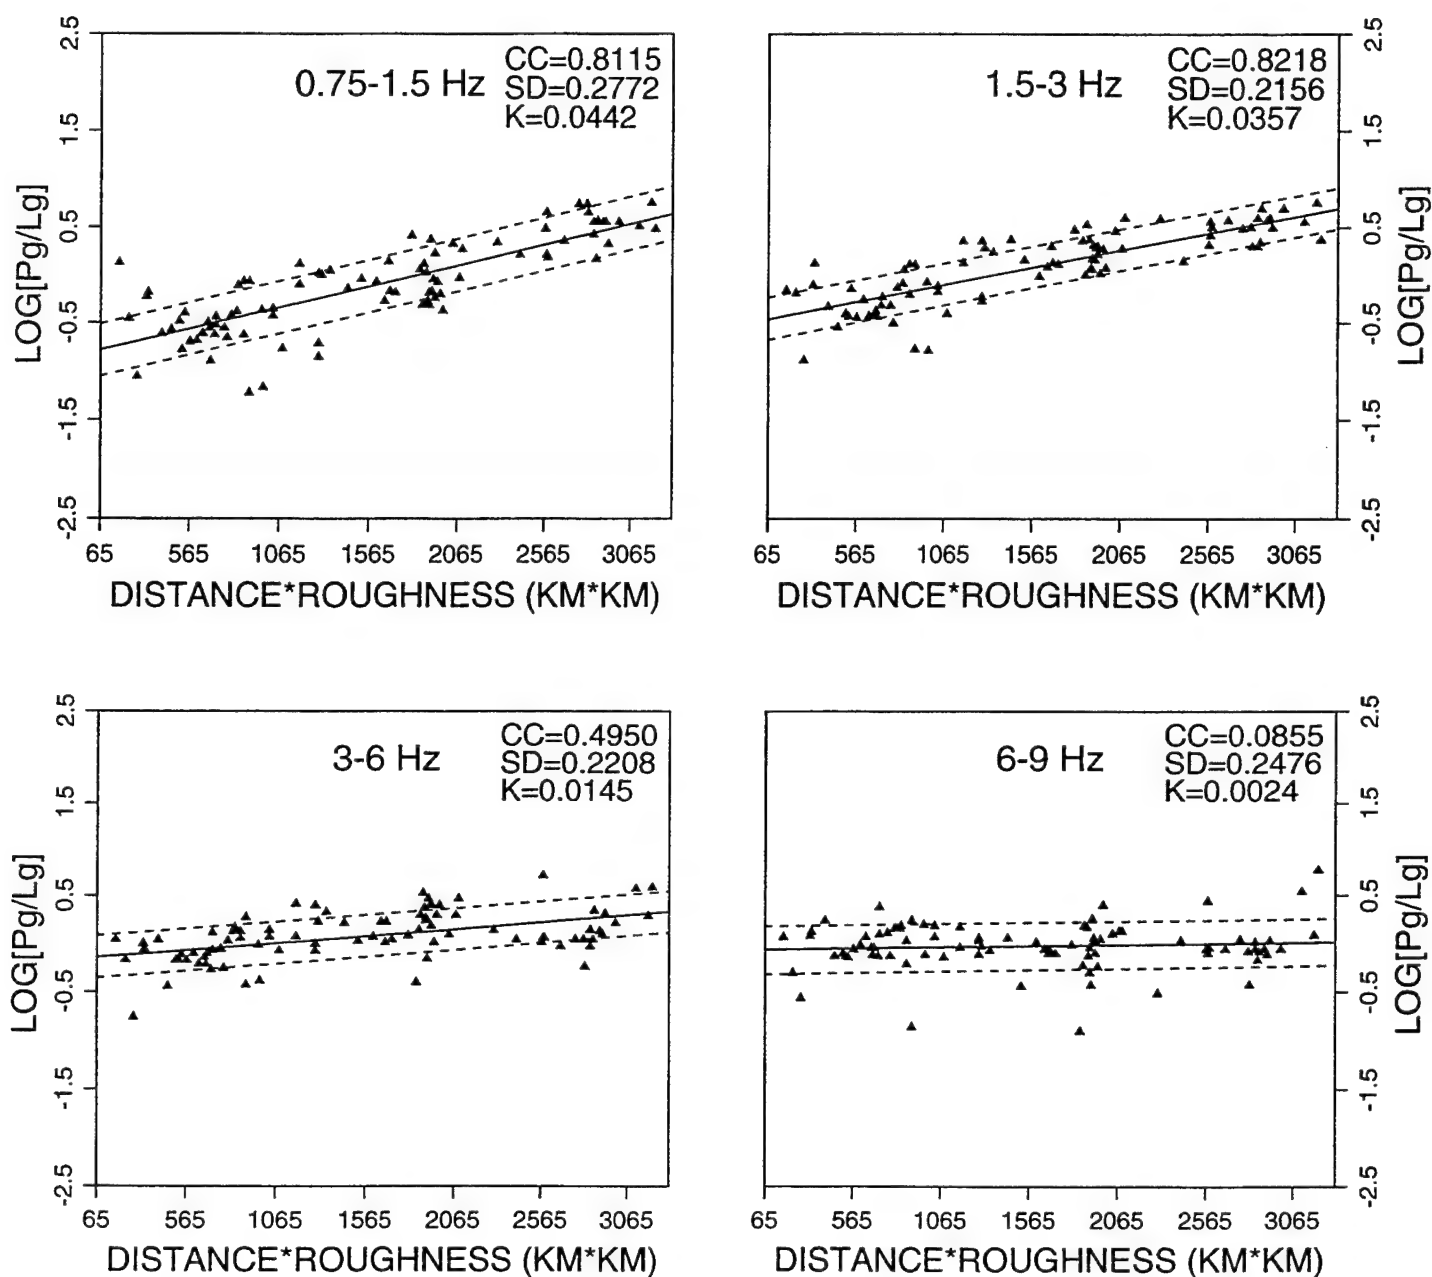 2.5
1.5
0.5
-0.5
-1.5
-2.5
LOG[Pg/Lg]
0.75-1.5 Hz
CC=0.8115
SD=0.2772
K=0.0442
65 565 1065 1565 2065 2565 3065
DISTANCE*ROUGHNESS (KM*KM)
1.5-3 Hz
CC=0.8218
SD=0.2156
K=0.0357
2.5
1.5
0.5
-0.5
-1.5
-2.5
LOG[Pg/Lg]
65 565 1065 1565 2065 2565 3065
DISTANCE*ROUGHNESS (KM*KM)
2.5
1.5
0.5
-0.5
-1.5
-2.5
LOG[Pg/Lg]
3-6 Hz
CC=0.4950
SD=0.2208
K=0.0145
65 565 1065 1565 2065 2565 3065
DISTANCE*ROUGHNESS (KM*KM)
6-9 Hz
CC=0.0855
SD=0.2476
K=0.0024
2.5
1.5
0.5
-0.5
-1.5
-2.5
LOG[Pg/Lg]
65 565 1065 1565 2065 2565 3065
DISTANCE*ROUGHNESS (KM*KM)